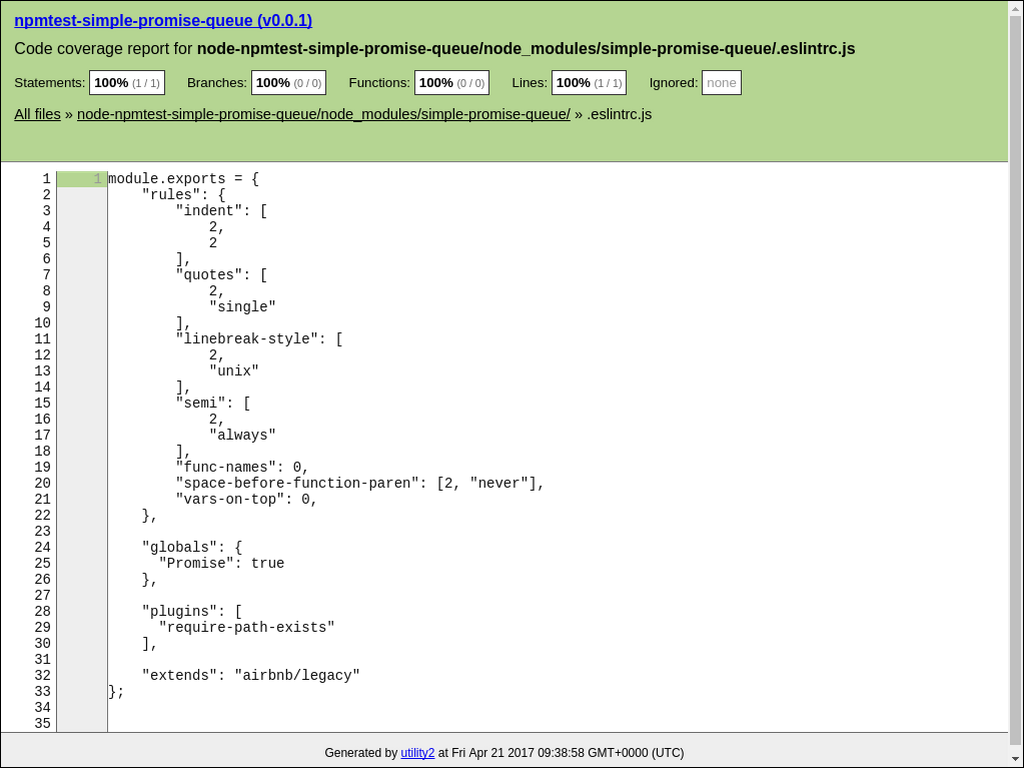 npmtest-simple-promise-queue (v0.0.1)
Code coverage report for node-npmtest-simple-promise-queue/node_modules/simple-promise-queue/.eslintrc.js
Statements: 100% (1 / 1) Branches: 100% (0 / 0) Functions: 100% (0 / 0) Lines: 100% (1 / 1) Ignored: none
All files » node-npmtest-simple-promise-queue/node_modules/simple-promise-queue/ » .eslintrc.js
1 1 module.exports = {
2     "rules": {
3         "indent": [
4             2,
5             2
6         ],
7         "quotes": [
8             2,
9             "single"
10         ],
11         "linebreak-style": [
12             2,
13             "unix"
14         ],
15         "semi": [
16             2,
17             "always"
18         ],
19         "func-names": 0,
20         "space-before-function-paren": [2, "never"],
21         "vars-on-top": 0,
22     },
23
24     "globals": {
25       "Promise": true
26     },
27
28     "plugins": [
29       "require-path-exists"
30     ],
31
32     "extends": "airbnb/legacy"
33 };
34
35
Generated by utility2 at Fri Apr 21 2017 09:38:58 GMT+0000 (UTC)